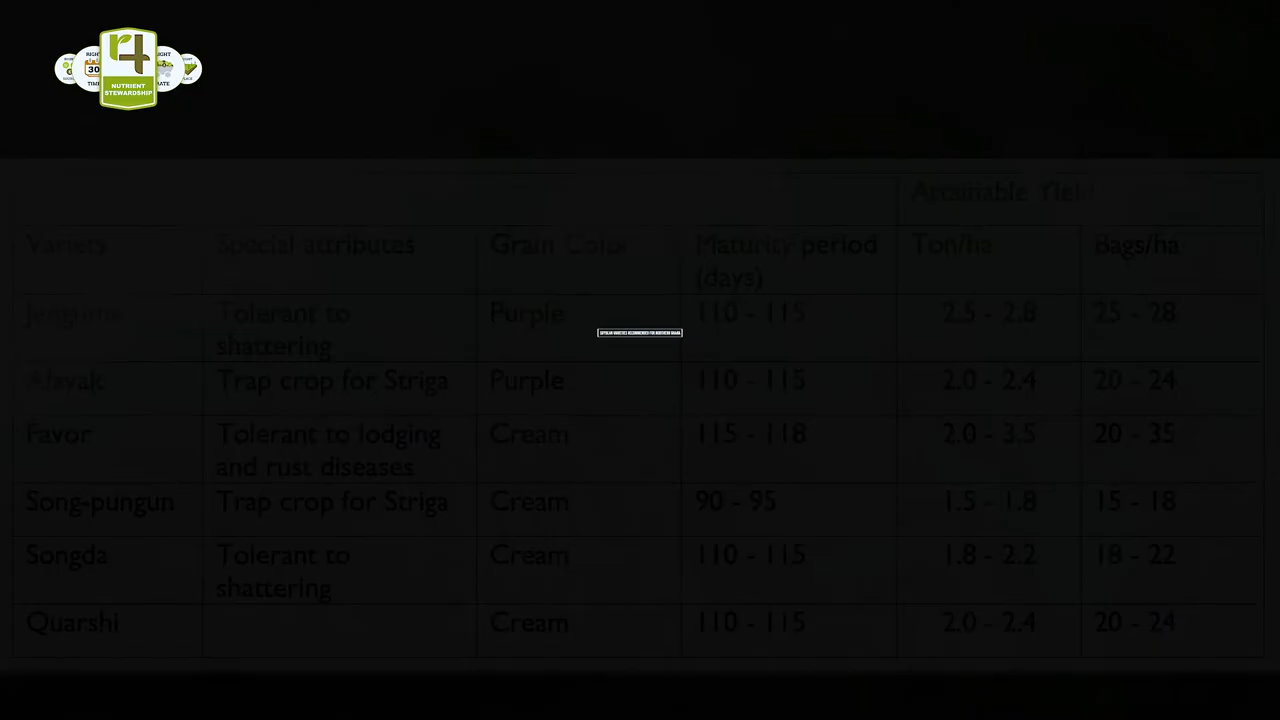 RIGHT
30
TIME
r4
NUTRIENT
STEWARDSHIP
Attainable Yield
Variety Special attributes Grain Color Maturity period (days) Ton/ha Bags/ha
Jenguma Tolerant to shattering Purple 110 - 115 2.5 - 2.8 25 - 28
Afayak Trap crop for Striga Purple 110 - 115 2.0 - 2.4 20 - 24
Favor Tolerant to lodging and rust diseases Cream 115 - 118 2.0 - 3.5 20 - 35
Song-pungun Trap crop for Striga Cream 90 - 95 1.5 - 1.8 15 - 18
Songda Tolerant to shattering Cream 110 - 115 1.8 - 2.2 18 - 22
Quarshi Cream 110 - 115 2.0 - 2.4 20 - 24